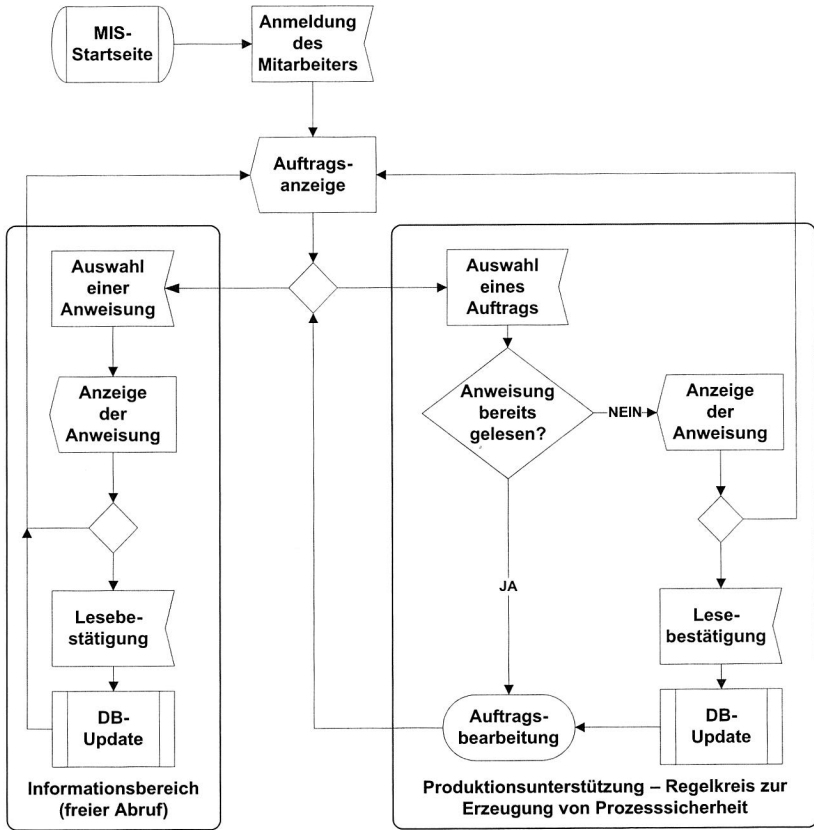 MIS-
Startseite
Anmeldung
des
Mitarbeiters
Auftrags-
anzeige
Auswahl
einer
Anweisung
Anzeige
der
Anweisung
Lesebe-
stätigung
DB-
Update
Informationsbereich
(freier Abruf)
Auswahl
eines
Auftrags
Anweisung
bereits
gelesen?
NEIN
Anzeige
der
Anweisung
JA
Lese-
bestätigung
Auftrags-
bearbeitung
DB-
Update
Produktionsunterstützung – Regelkreis zur
Erzeugung von Prozesssicherheit